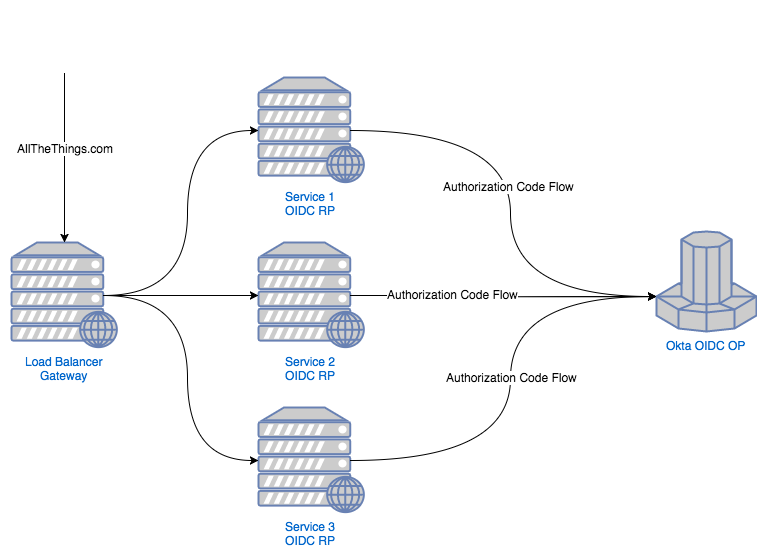 AllTheThings.com
Service 1
OIDC RP
Authorization Code Flow
Load Balancer
Gateway
Service 2
OIDC RP
Authorization Code Flow
Okta OIDC OP
Authorization Code Flow
Service 3
OIDC RP